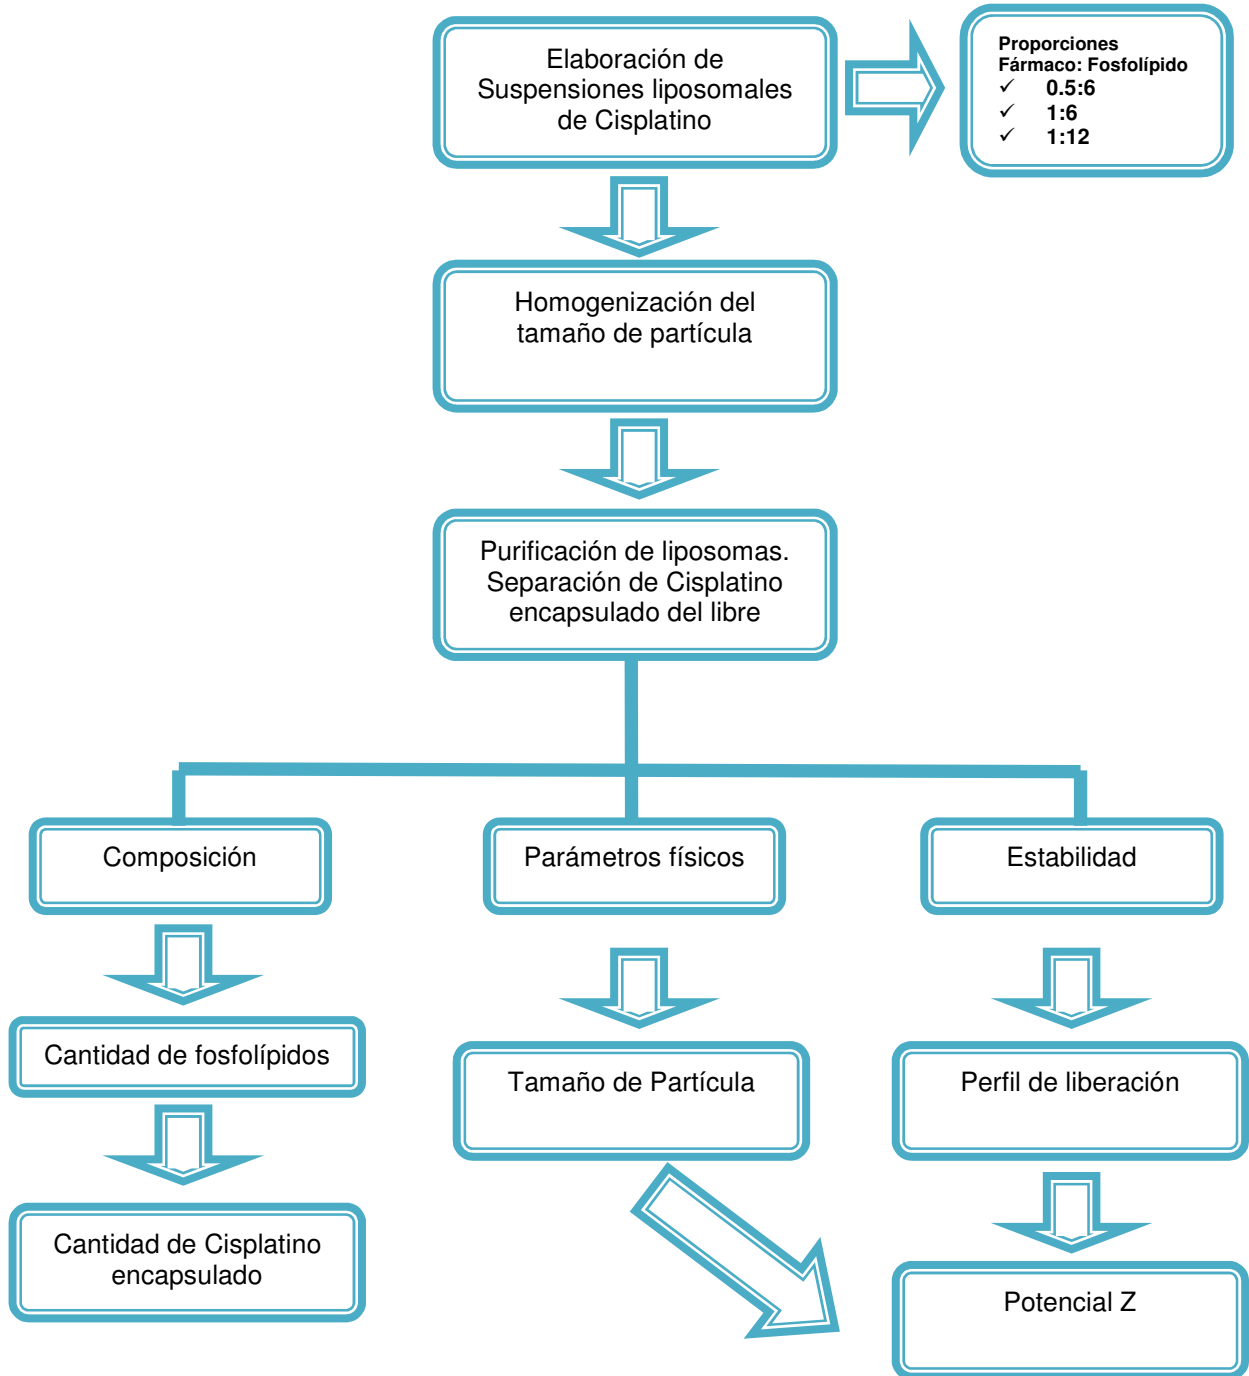 Elaboración de
Suspensiones liposomales
de Cisplatino
Proporciones
Fármaco: Fosfolípido
✓ 0.5:6
✓ 1:6
✓ 1:12
Homogenización del
tamaño de partícula
Purificación de liposomas.
Separación de Cisplatino
encapsulado del libre
Composición
Parámetros físicos
Estabilidad
Cantidad de fosfolípidos
Tamaño de Partícula
Perfil de liberación
Cantidad de Cisplatino
encapsulado
Potencial Z